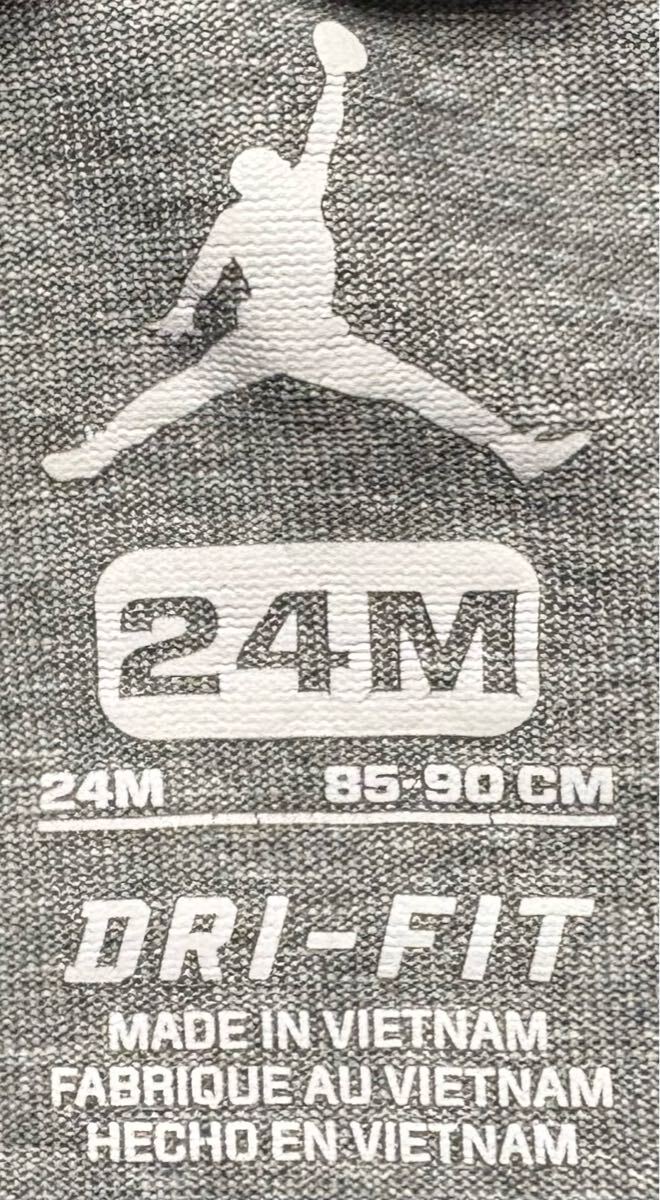 24M
24M 85-90 CM
DRI-FIT
MADE IN VIETNAM
FABRIQUE AU VIETNAM
HECHO EN VIETNAM